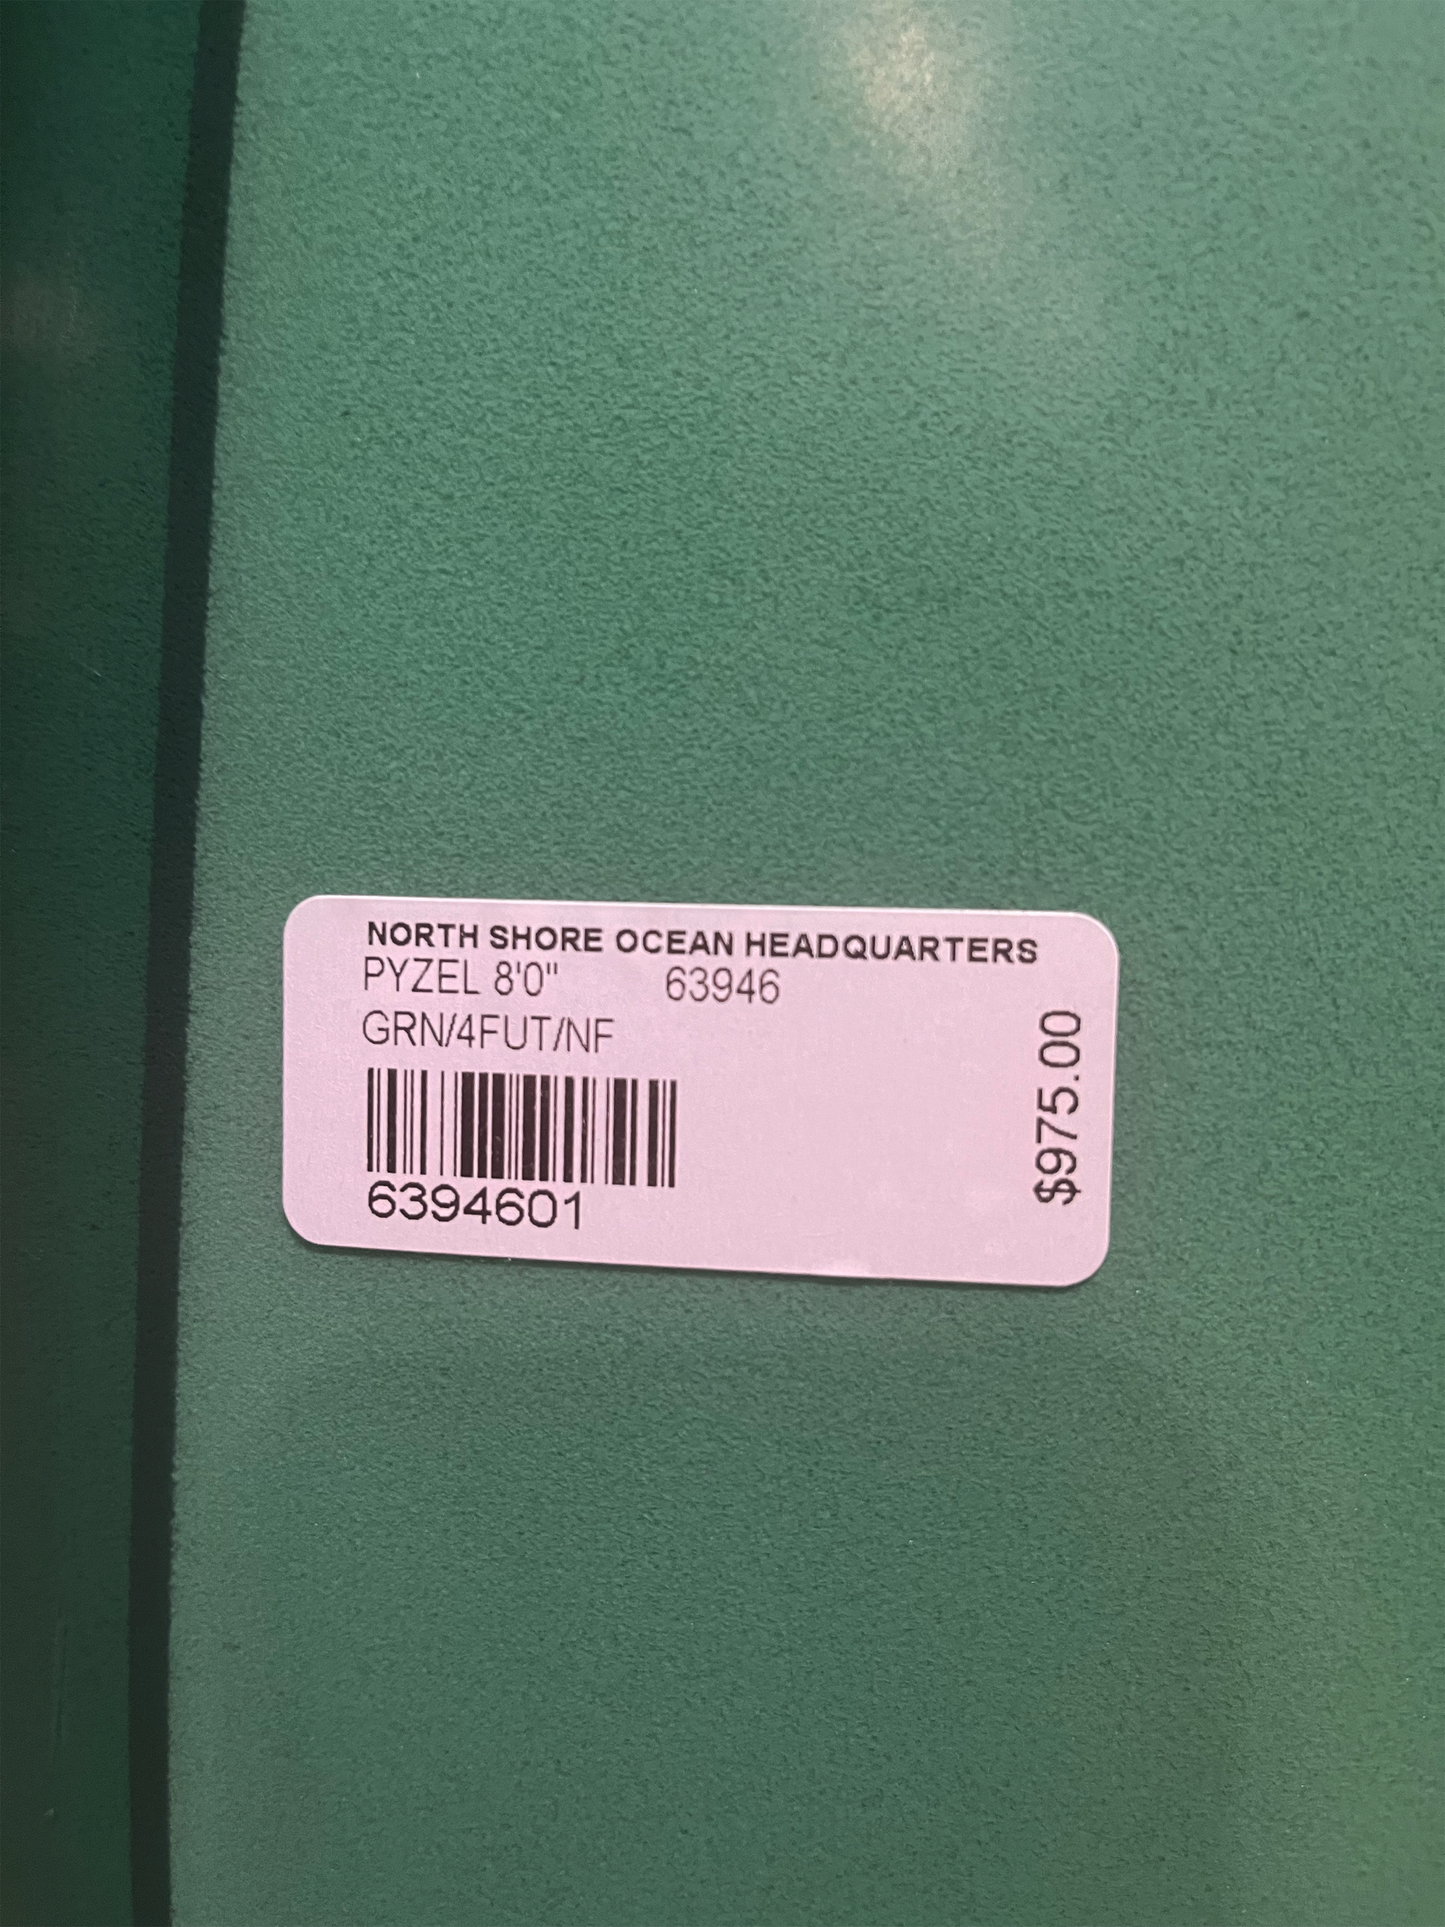 NORTH SHORE OCEAN HEADQUARTERS
PYZEL 8'0" 63946
GRN/4FUT/NF
6394601
$975.00